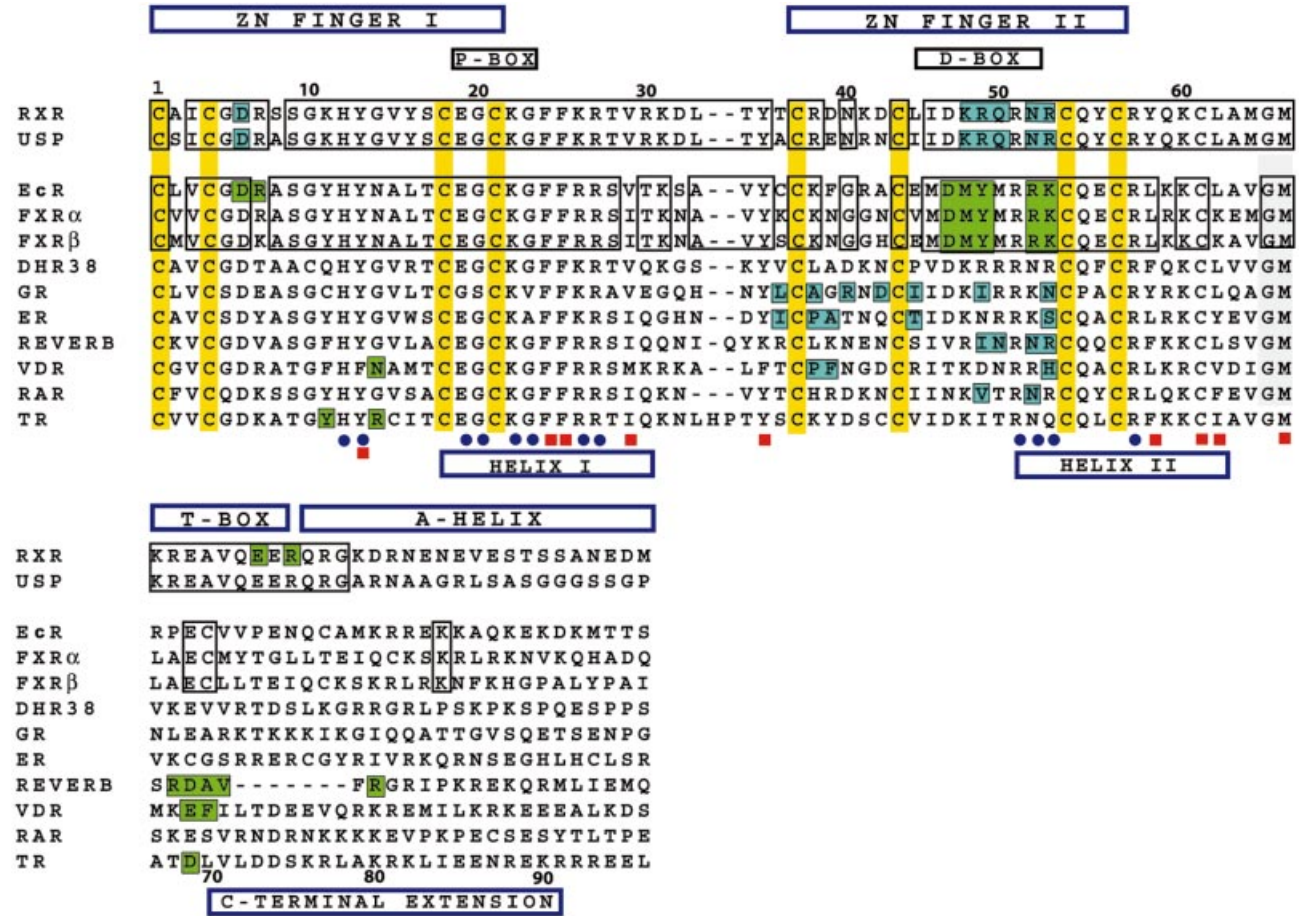 ZN FINGER I ZN FINGER II
P-BOX D-BOX
1 10 20 30 40 50 60
RXR CAICGDRSSGKHYGVYSCEGCKGFFKRTVRKDL--TYTCRDNKDCLIDKRQRNRCQYCRYQKCLAMGM
USP CSICGDRASGKHYGVYSCEGCKGFFKRTVRKDL--TYACRENRNCIIDKRQRNRCQYCRYQKCLAMGM
EcR CLVCGDRASGYHYNALTCEGCKGFFRRSVTKSA--VYCCKFGRACEMDMYMRRKCQECRLKKCLAVGM
FXRα CVVCGDRASGYHYNALTCEGCKGFFRRSITKNA--VYKCKNGGNCVMDMYMRRKCQECRLRKCKEMGM
FXRβ CMVCGDKASGYHYNALTCEGCKGFFRRSITKNA--VYSCKNGGHCEMDMYMRRKCQECRLKKCKAVGM
DHR38 CAVCGDTAACQHYGVRTCEGCKGFFKRTVQKGS--KYVCLADKNCPVDKRRRNRCQFCRFQKCLVVGM
GR CLVCSDEASGCHYGVLTCGSCKVFFKRAVEGQH--NYLCAGRNDCIIDKIRRKNCPACRYRKCLQAGM
ER CAVCSDYASGYHYGVWSCEGCKAFFKRSIQGHN--DYICPATNQCTIDKNRRKSCQACRLRKCYEVGM
REVERB CKVCGDVASGFHYGVLACEGCKGFFRRSIQQNI-QYKRCLKNENCSIVRINRNRCQQCRFKKCLSVGM
VDR CGVCGDRATGFHFNAMTCEGCKGFFRRSMKRKA--LFTCPFNGDCRITKDNRRHCQACRLKRCVDIGM
RAR CFVCQDKSSGYHYGVSACEGCKGFFRRSIQKN---VYTCHRDKNCIINKVTRNRCQYCRLQKCFEVGM
TR CVVCGDKATGYHYRCITCEGCKGFFRRTIQKNLHPTYSCKYDSCCVIDKITRNQCQLCRFKKCIAVGM
HELIX I HELIX II
T-BOX A-HELIX
RXR KREAVQEERQRGKDRNENEVESTSSANEDM
USP KREAVQEERQRGARNAAGRLSASGGGSSGP
EcR RPECVVPENQCAMKRREKKAQKEKDKMTTS
FXRα LAECMYTGLLTEIQCKSKRLRKNVKQHADQ
FXRβ LAECLLTEIQCKSKRLRKNFKHGPALYPAI
DHR38 VKEVVRTDSLKGRRGRLPSKPKSPQESPPS
GR NLEARKTKKKIKGIQQATTGVSQETSENPG
ER VKCGSRRERCGYRIVRKQRNSEGHLHCLSR
REVERB SRDAV-------FRGRIPKREKQRMLIEMQ
VDR MKEFILTDEEVQRKREMILKRKEEEALKDS
RAR SKESVRNDRNKKKKEVPKPECSESYTLTPE
TR ATDLVLDDSKRLAKRKLIEENREKRRREEL
70 80 90
C-TERMINAL EXTENSION